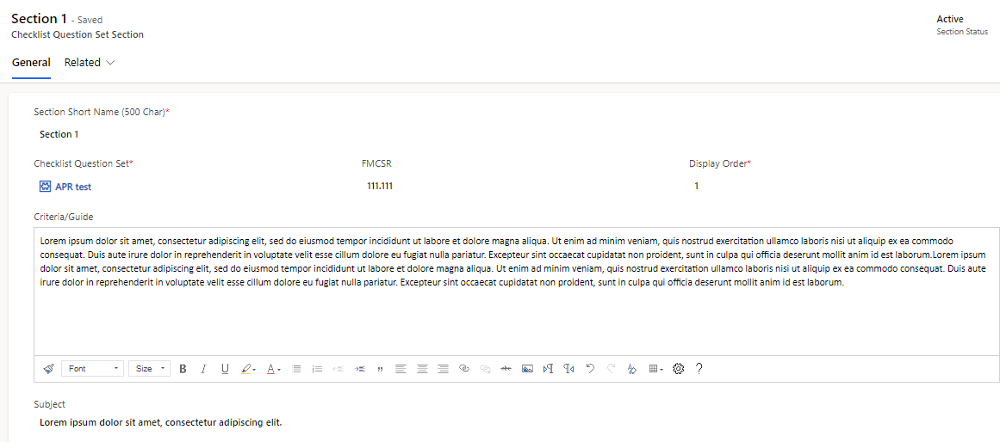 Section 1 - Saved
Active
Checklist Question Set Section
Section Status
General Related
Section Short Name (500 Char)*
Section 1
Checklist Question Set* FMCSR Display Order*
APR test 111.111 1
Criteria/Guide
Lorem ipsum dolor sit amet, consectetur adipiscing elit, sed do eiusmod tempor incididunt ut labore et dolore magna aliqua. Ut enim ad minim veniam, quis nostrud exercitation ullamco laboris nisi ut aliquip ex ea commodo
consequat. Duis aute irure dolor in reprehenderit in voluptate velit esse cillum dolore eu fugiat nulla pariatur. Excepteur sint occaecat cupidatat non proident, sunt in culpa qui officia deserunt mollit anim id est laborum.Lorem ipsum
dolor sit amet, consectetur adipiscing elit, sed do eiusmod tempor incididunt ut labore et dolore magna aliqua. Ut enim ad minim veniam, quis nostrud exercitation ullamco laboris nisi ut aliquip ex ea commodo consequat. Duis aute
irure dolor in reprehenderit in voluptate velit esse cillum dolore eu fugiat nulla pariatur. Excepteur sint occaecat cupidatat non proident, sunt in culpa qui officia deserunt mollit anim id est laborum.
Font Size B I U A abc ?
Subject
Lorem ipsum dolor sit amet, consectetur adipiscing elit.